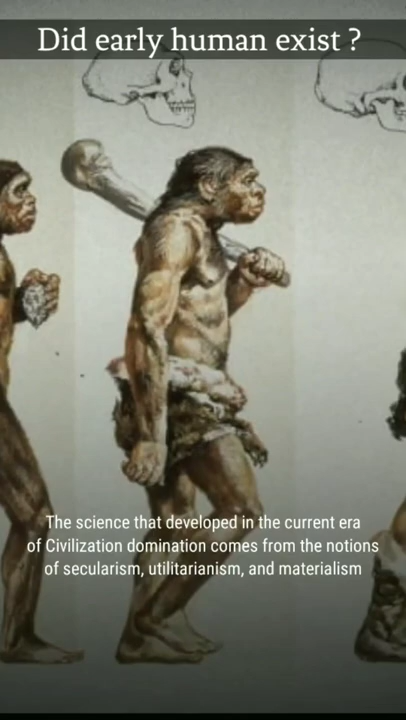 Did early human exist ?
The science that developed in the current era
of Civilization domination comes from the notions
of secularism, utilitarianism, and materialism